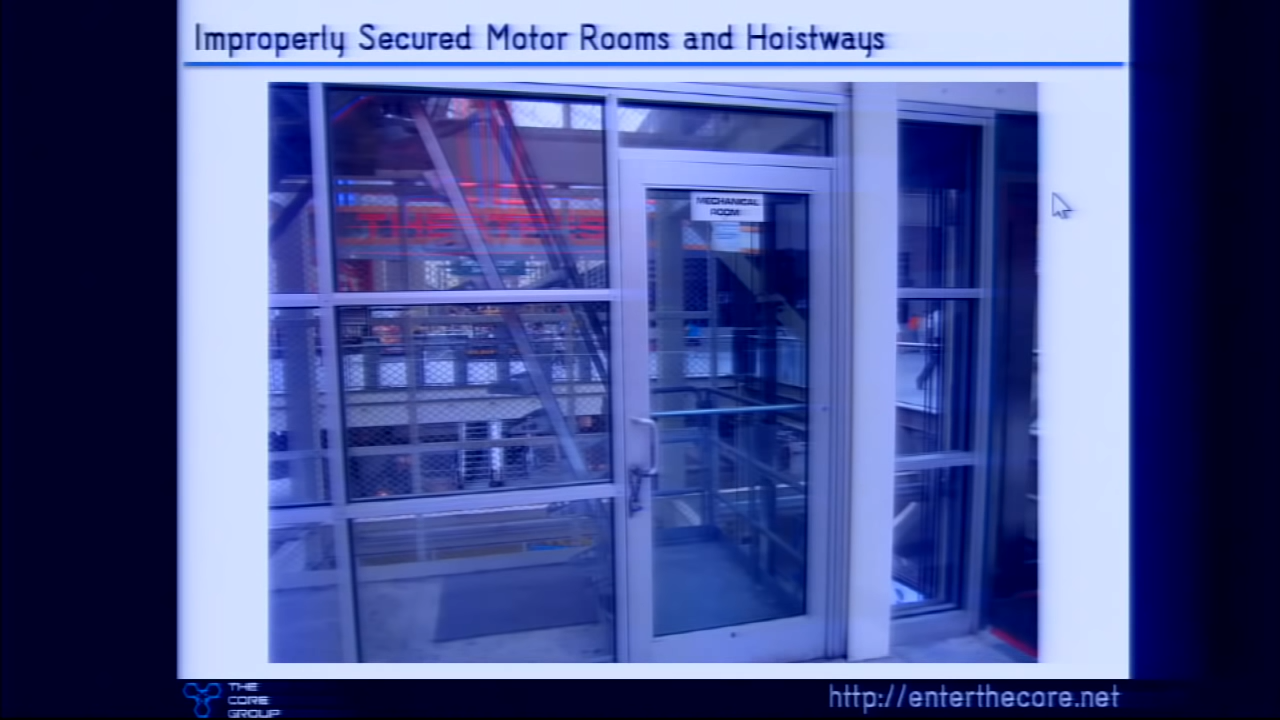 Improperly Secured Motor Rooms and Hoistways
MECHANICAL
ROOM
THE
CORE
GROUP
http://enterthecore.net